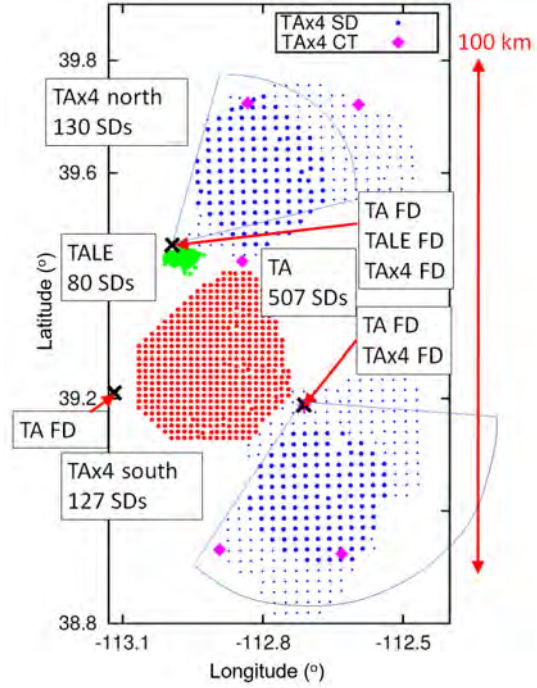 TAx4 SD
TAx4 CT
100 km
39.8
TAx4 north
130 SDs
39.6
TA FD
TALE FD
TAx4 FD
TALE
80 SDs
TA
507 SDs
Latitude (°)
TA FD
TAx4 FD
39.2
TA FD
TAx4 south
127 SDs
38.8
-113.1
-112.8
-112.5
Longitude (°)